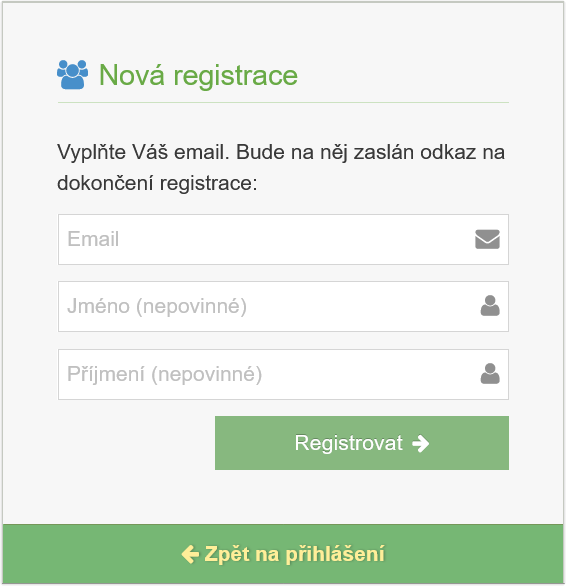 Nová registrace
Vyplňte Váš email. Bude na něj zaslán odkaz na
dokončení registrace:
Email
Jméno (nepovinné)
Příjmení (nepovinné)
Registrovat
Zpět na přihlášení